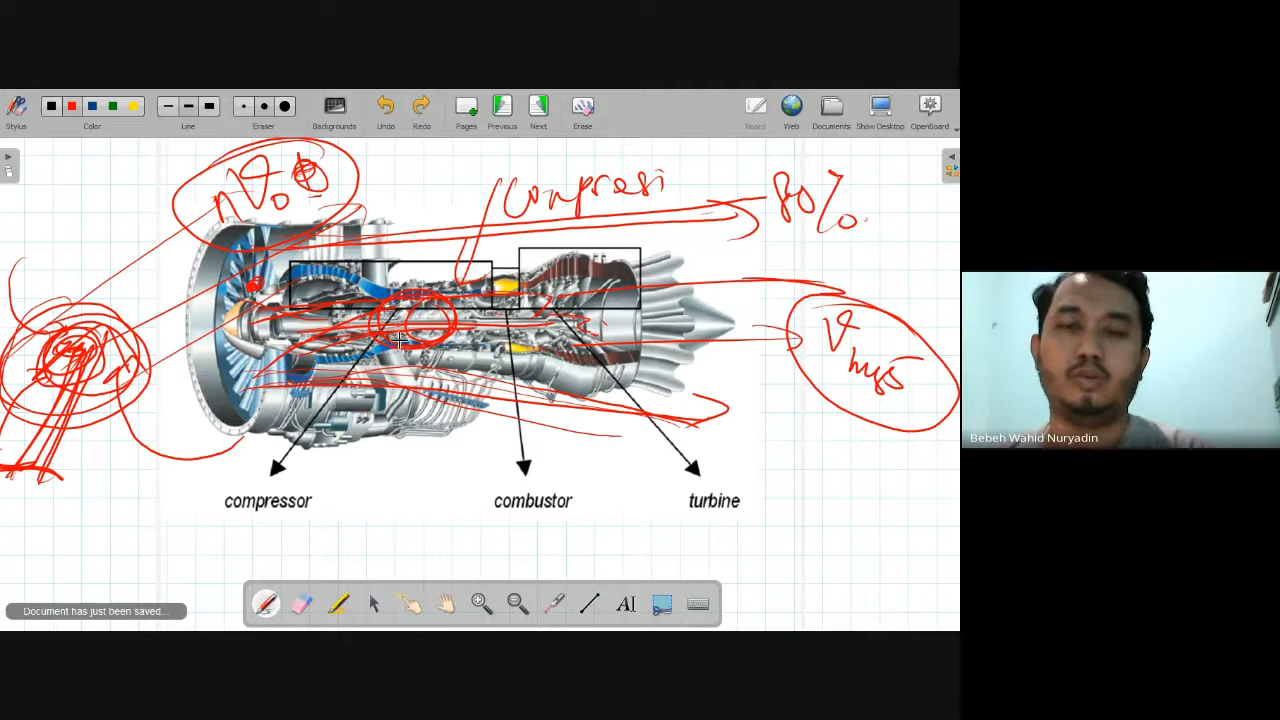 Stylus
Color
Line
Eraser
Backgrounds
Undo
Redo
Pages
Previous
Next
Erase
Board
Web
Documents
Show Desktop
OpenBoard
Compresi
80%
compressor
combustor
turbine
AI
Document has just been saved...
Bebeh Wahid Nuryadin